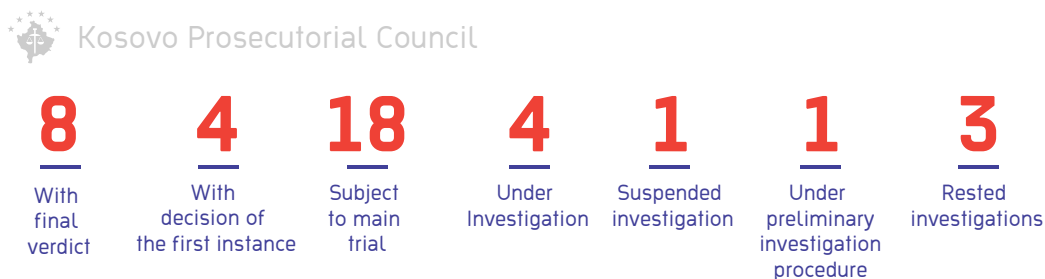 Kosovo Prosecutorial Council
8
With
final
verdict
4
With
decision of
the first instance
18
Subject
to main
trial
4
Under
Investigation
1
Suspended
investigation
1
Under
preliminary
investigation
procedure
3
Rested
investigations